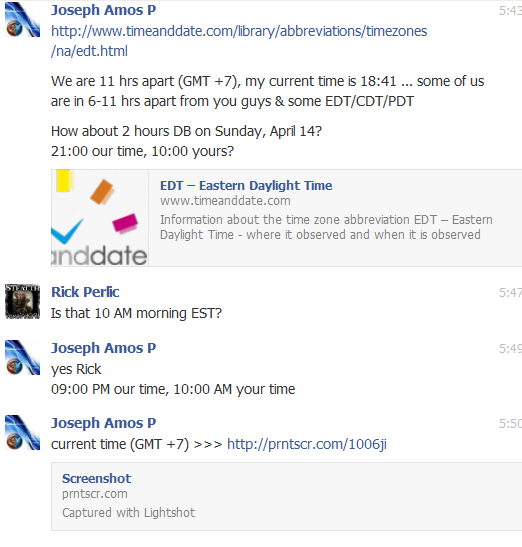 Joseph Amos P
5:43
http://www.timeanddate.com/library/abbreviations/timezones
/na/edt.html
We are 11 hrs apart (GMT +7), my current time is 18:41 ... some of us
are in 6-11 hrs apart from you guys & some EDT/CDT/PDT
How about 2 hours DB on Sunday, April 14?
21:00 our time, 10:00 yours?
anddate
EDT – Eastern Daylight Time
www.timeanddate.com
Information about the time zone abbreviation EDT – Eastern
Daylight Time - where it observed and when it is observed
STEALTH
Rick Perlic
5:47
Is that 10 AM morning EST?
Joseph Amos P
5:49
yes Rick
09:00 PM our time, 10:00 AM your time
Joseph Amos P
5:50
current time (GMT +7) >>> http://prntscr.com/1006ji
Screenshot
prntscr.com
Captured with Lightshot